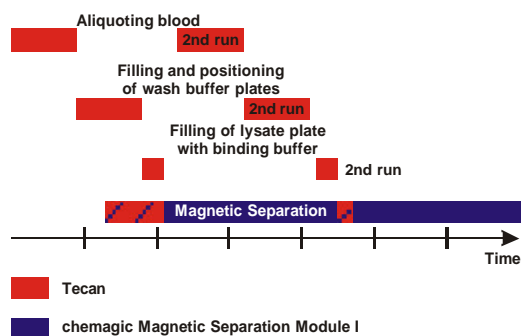 Aliquoting blood
2nd run
Filling and positioning
of wash buffer plates
2nd run
Filling of lysate plate
with binding buffer
2nd run
Magnetic Separation
Time
Tecan
chemagic Magnetic Separation Module I